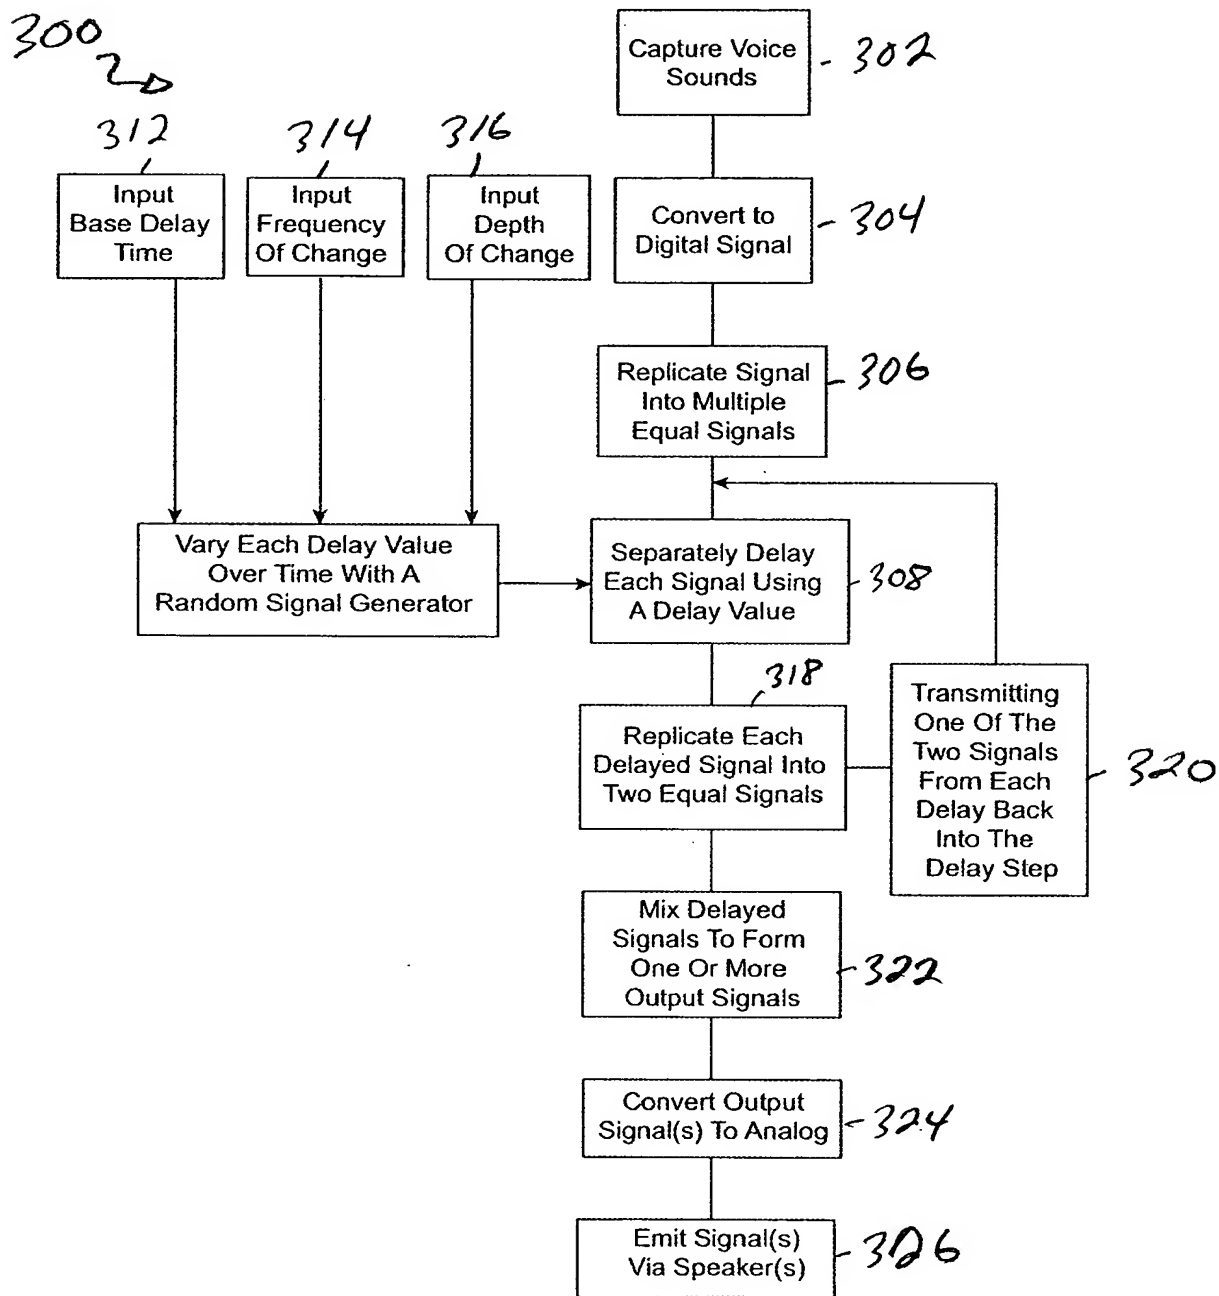 300
Capture Voice
Sounds
302
312
314
316
Input
Base Delay
Time
Input
Frequency
Of Change
Input
Depth
Of Change
Convert to
Digital Signal
304
Replicate Signal
Into Multiple
Equal Signals
306
Vary Each Delay Value
Over Time With A
Random Signal Generator
Separately Delay
Each Signal Using
A Delay Value
308
318
Replicate Each
Delayed Signal Into
Two Equal Signals
Transmitting
One Of The
Two Signals
From Each
Delay Back
Into The
Delay Step
320
Mix Delayed
Signals To Form
One Or More
Output Signals
322
Convert Output
Signal(s) To Analog
324
Emit Signal(s)
Via Speaker(s)
326